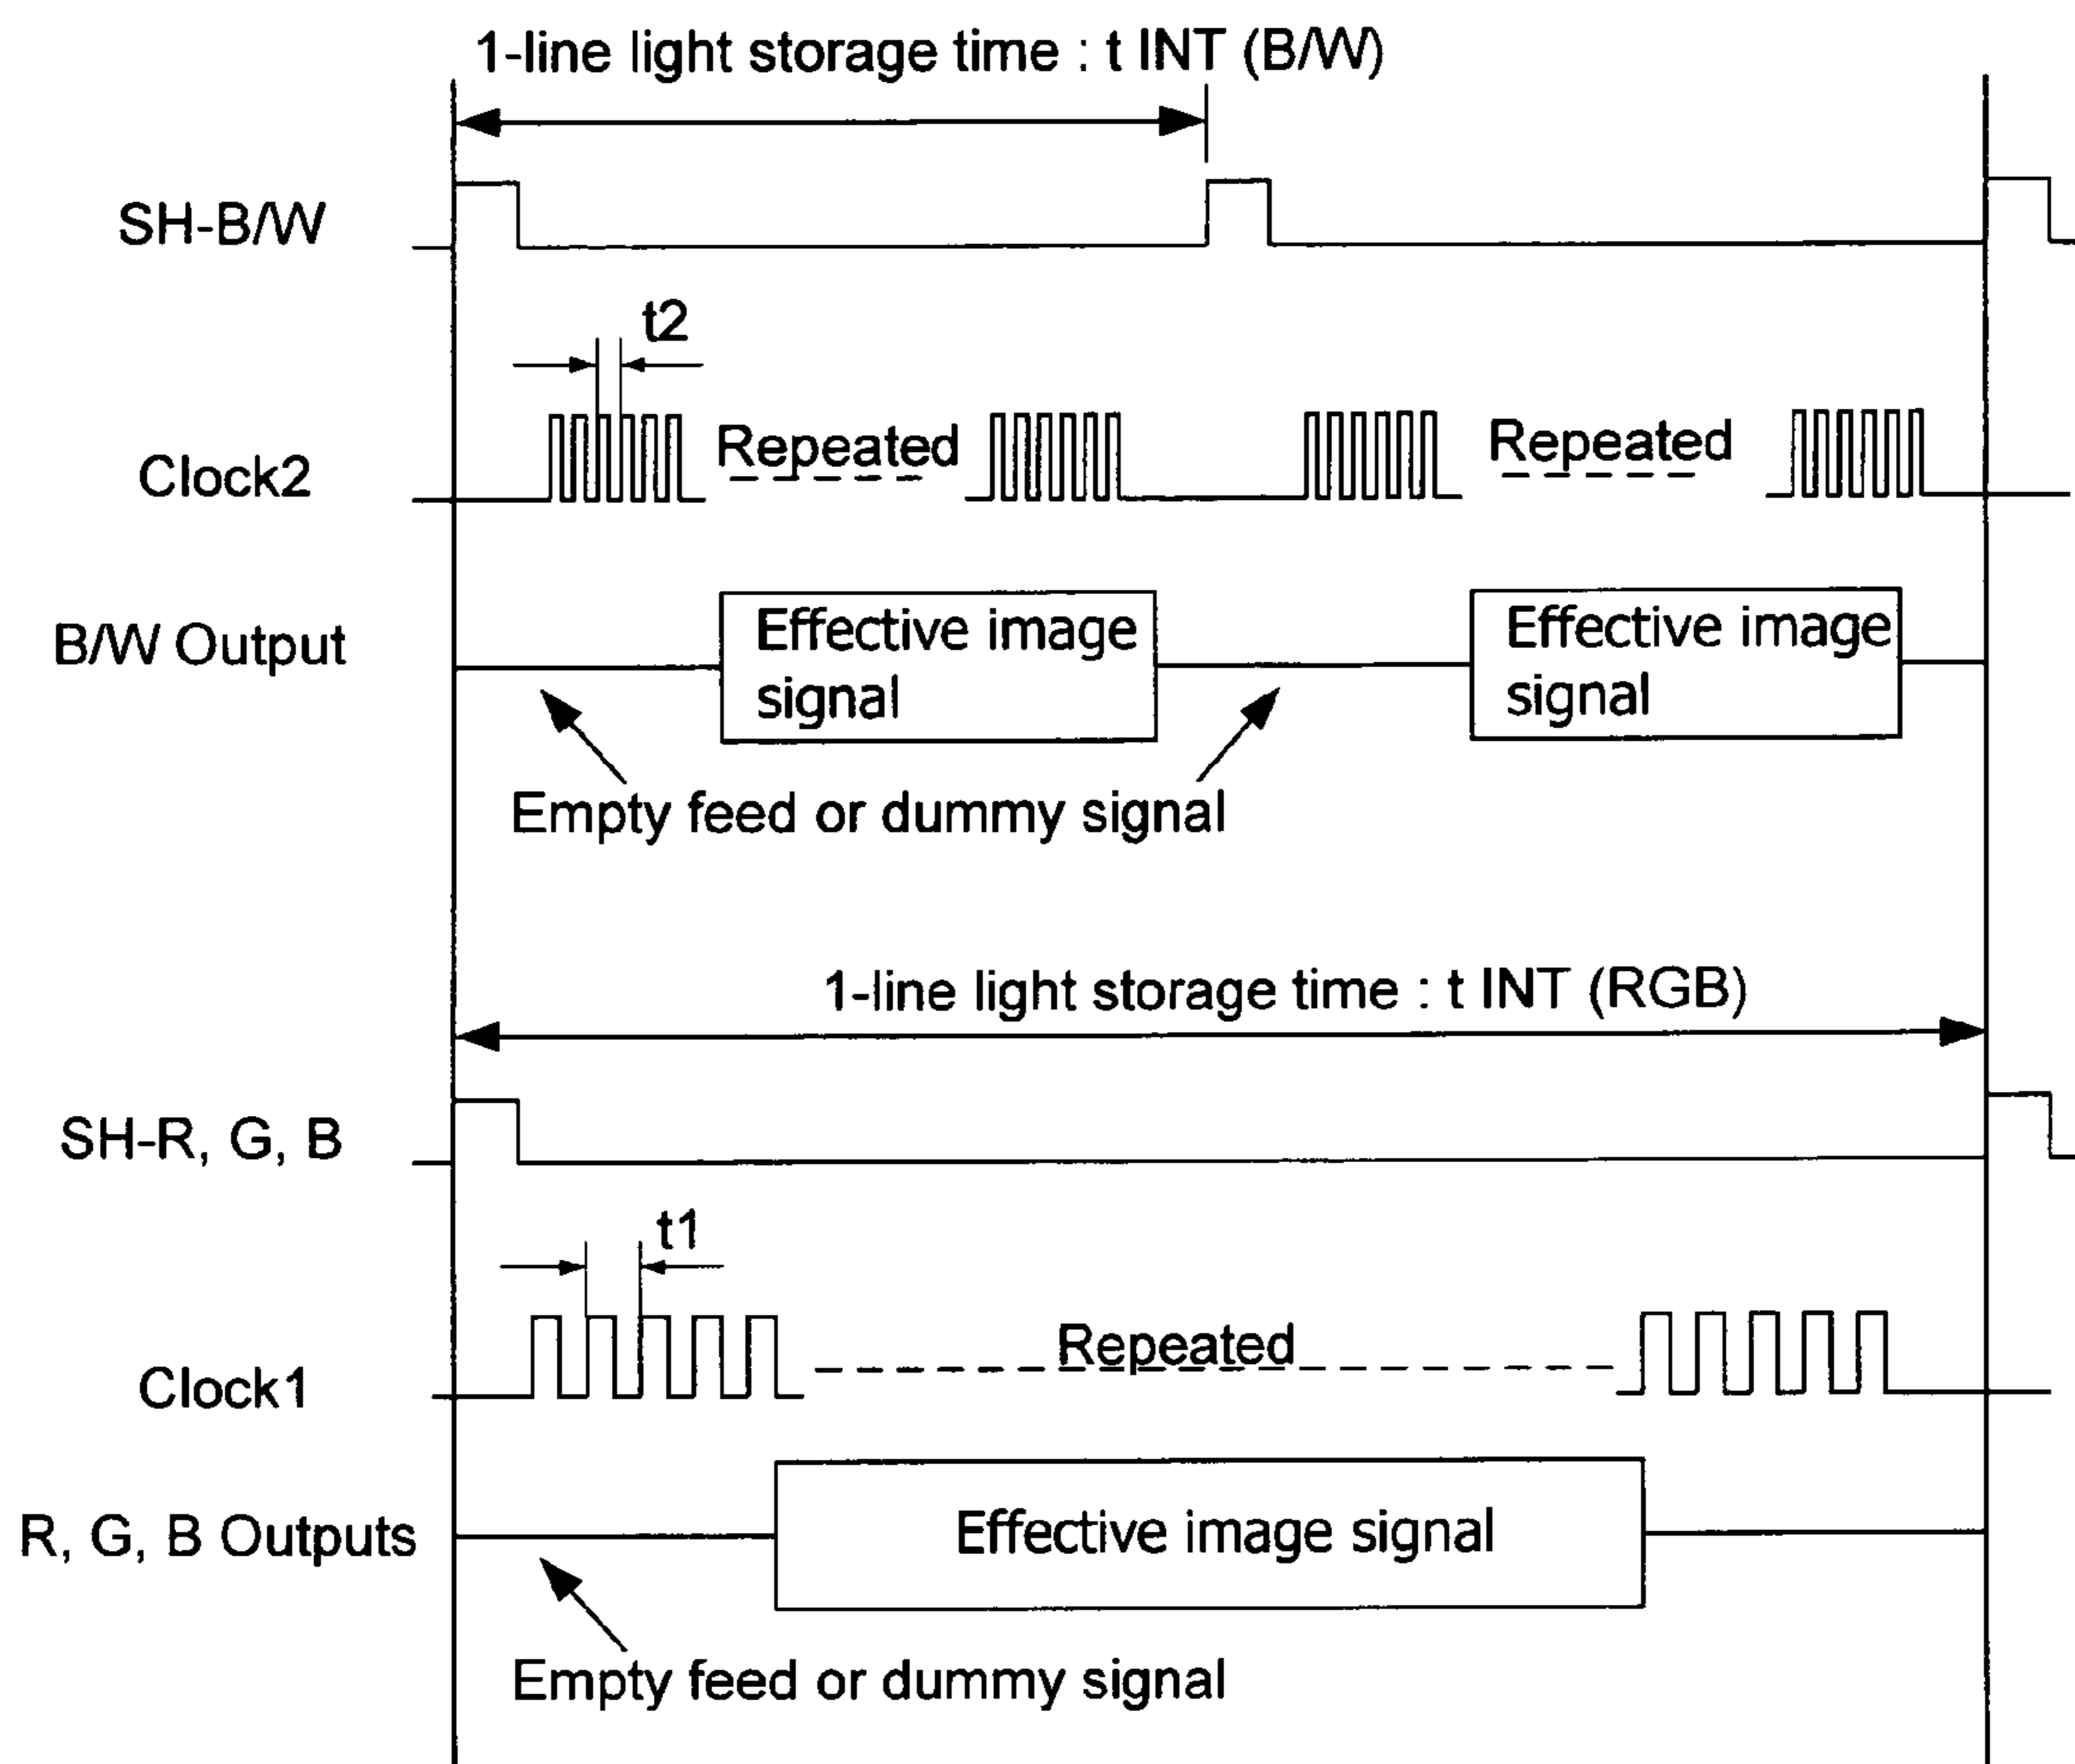 1-line light storage time : t INT (B/W)
SH-B/W
t2
Clock2
Repeated
Repeated
B/W Output
Effective image
signal
Effective image
signal
Empty feed or dummy signal
1-line light storage time : t INT (RGB)
SH-R, G, B
t1
Clock1
Repeated
R, G, B Outputs
Effective image signal
Empty feed or dummy signal